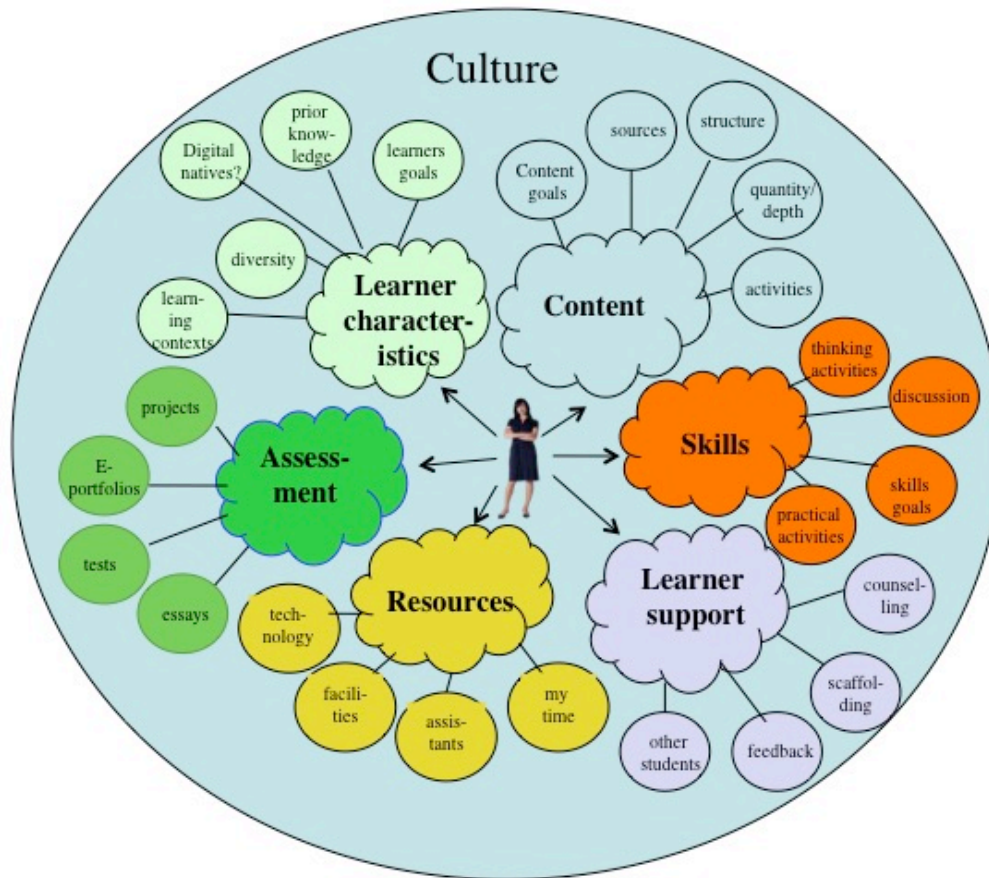 Culture
prior
know-
ledge
Digital
natives?
learners
goals
diversity
learn-
ing
contexts
Learner
character-
istics
Content
goals
sources
structure
quantity/
depth
activities
Content
thinking
activities
discussion
skills
goals
practical
activities
Skills
projects
E-
portfolios
tests
essays
Assess-
ment
tech-
nology
facili-
ties
assis-
tants
my
time
Resources
Learner
support
counsel-
ling
scaffol-
ding
feedback
other
students